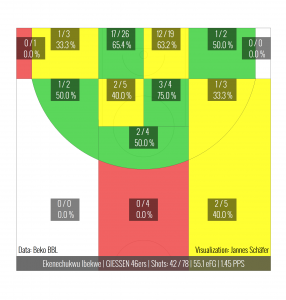 0 / 1
0.0 %
1 / 3
33.3 %
17 / 26
65.4 %
12 / 19
63.2 %
1 / 2
50.0 %
0 / 0
0.0 %
1 / 2
50.0 %
2 / 5
40.0 %
3 / 4
75.0 %
1 / 3
33.3 %
2 / 4
50.0 %
0 / 0
0.0 %
0 / 4
0.0 %
2 / 5
40.0 %
Data: Beko BBL
Visualization: Jannes Schäfer
Ekenechukwu Ibekwe | GIESSEN 46ers | Shots: 42 / 78 | 55.1 eFG | 1.45 PPS